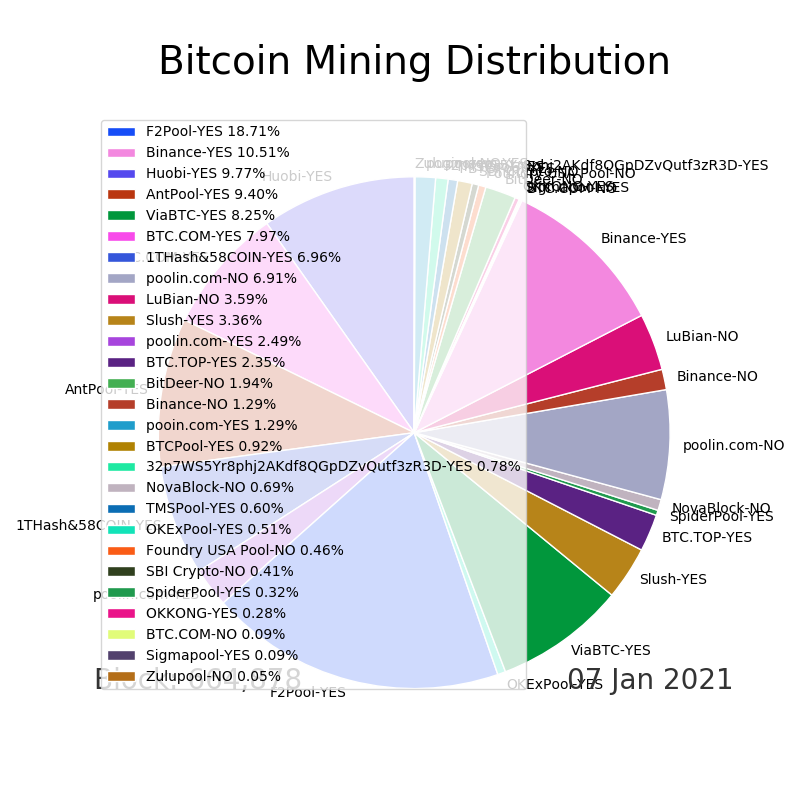 Bitcoin Mining Distribution
F2Pool-YES 18.71%
Binance-YES 10.51%
Huobi-YES 9.77%
AntPool-YES 9.40%
ViaBTC-YES 8.25%
BTC.COM-YES 7.97%
1THash&58COIN-YES 6.96%
poolin.com-NO 6.91%
LuBian-NO 3.59%
Slush-YES 3.36%
poolin.com-YES 2.49%
BTC.TOP-YES 2.35%
BitDeer-NO 1.94%
Binance-NO 1.29%
pooin.com-YES 1.29%
BTCPool-YES 0.92%
32p7WS5Yr8phj2AKdf8QGpDZvQutf3zR3D-YES 0.78%
NovaBlock-NO 0.69%
TMSPool-YES 0.60%
OKExPool-YES 0.51%
Foundry USA Pool-NO 0.46%
SBI Crypto-NO 0.41%
SpiderPool-YES 0.32%
OKKONG-YES 0.28%
BTC.COM-NO 0.09%
Sigmapool-YES 0.09%
Zulupool-NO 0.05%
Huobi-YES
AntPool-YES
1THash&58COIN-YES
F2Pool-YES
Binance-YES
LuBian-NO
Binance-NO
poolin.com-NO
NovaBlock-NO
SpiderPool-YES
BTC.TOP-YES
Slush-YES
ViaBTC-YES
OKExPool-YES
Block: 664,878
07 Jan 2021